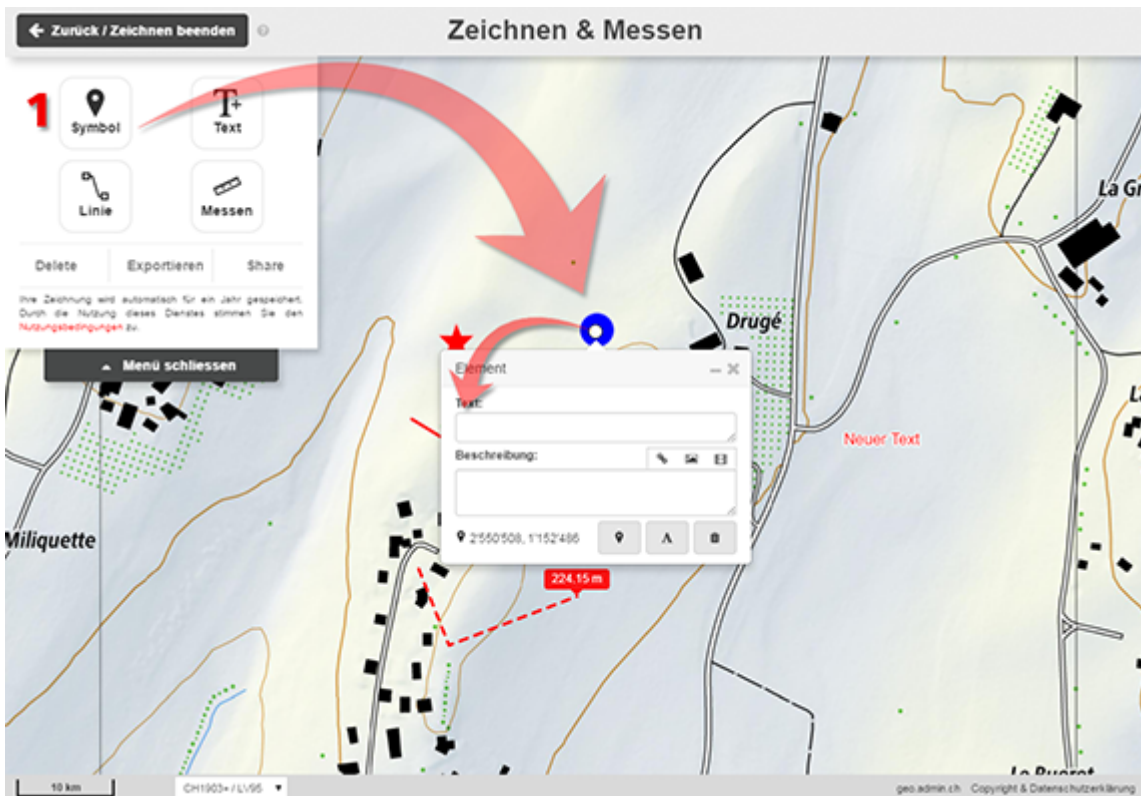 Zurück / Zeichnen beenden
Zeichnen & Messen
1
Symbol
Text
Linie
Messen
Delete Exportieren Share
Ihre Zeichnung wird automatisch für ein Jahr gespeichert.
Durch die Nutzung dieses Dienstes stimmen Sie den
Nutzungsbedingungen zu.
Menü schliessen
La Gr
Drugé
Element
Text:
Neuer Text
Beschreibung:
Miliquette
2'550'508, 1'152'486
224.15 m
10 km
CH1903+ / LV95
geo.admin.ch Copyright & Datenschutzerklärung